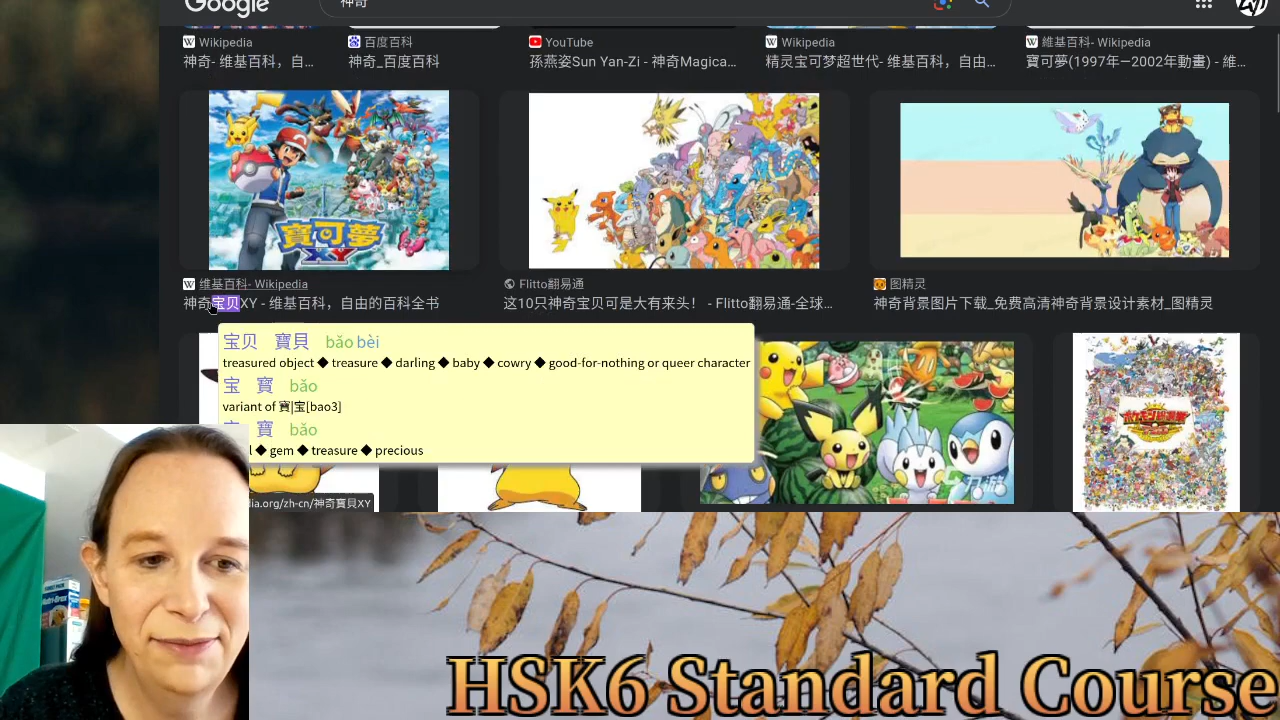 Google
神奇
Wikipedia
百度百科
YouTube
Wikipedia
維基百科- Wikipedia
神奇- 维基百科，自...
神奇_百度百科
孫燕姿Sun Yan-Zi - 神奇Magica...
精灵宝可梦超世代- 维基百科，自由...
寶可夢(1997年—2002年動畫) - 維...
寶可夢
XY
维基百科- Wikipedia
Flitto翻易通
图精灵
神奇宝贝XY - 维基百科，自由的百科全书
这10只神奇宝贝可是大有来头！ - Flitto翻易通-全球...
神奇背景图片下载_免费高清神奇背景设计素材_图精灵
宝贝 寶貝 bǎo bèi
treasured object ◆ treasure ◆ darling ◆ baby ◆ cowry ◆ good-for-nothing or queer character
宝 寶 bǎo
variant of 寶|宝[bao3]
寶 bǎo
◆ gem ◆ treasure ◆ precious
dia.org/zh-cn/神奇寶貝XY
HSK6 Standard Course